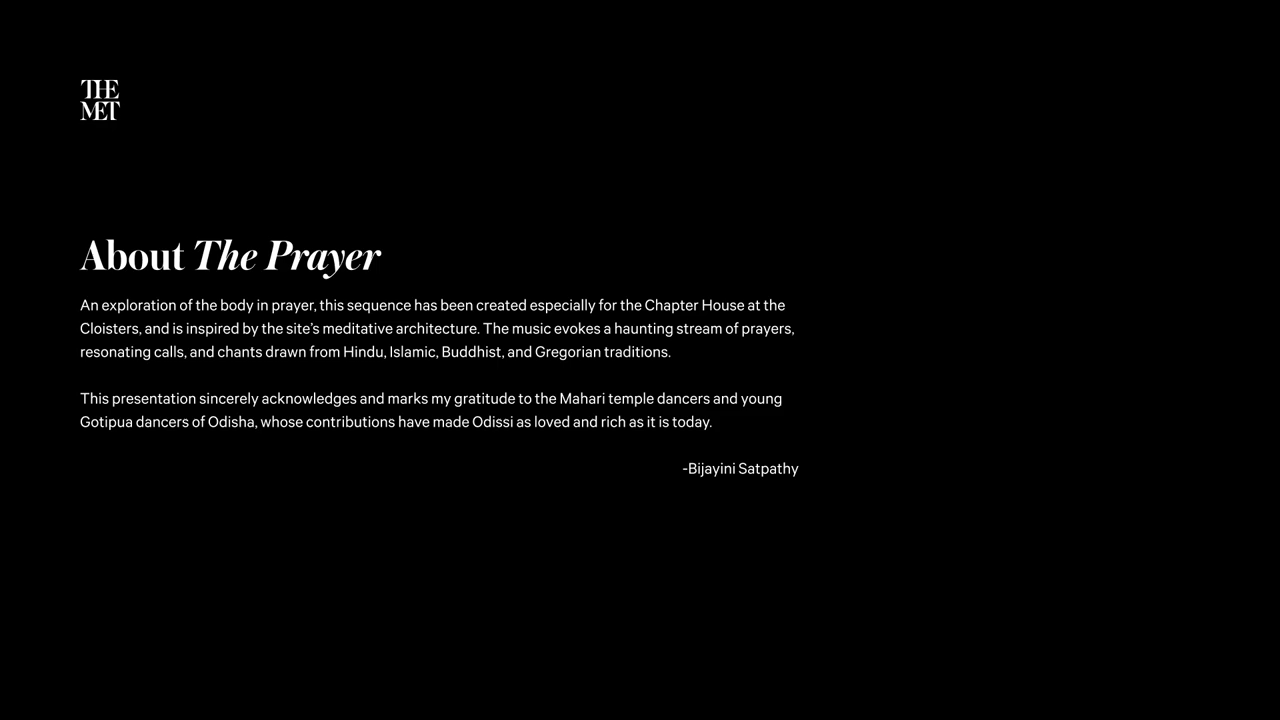 THE
MET
About The Prayer
An exploration of the body in prayer, this sequence has been created especially for the Chapter House at the
Cloisters, and is inspired by the site’s meditative architecture. The music evokes a haunting stream of prayers,
resonating calls, and chants drawn from Hindu, Islamic, Buddhist, and Gregorian traditions.
This presentation sincerely acknowledges and marks my gratitude to the Mahari temple dancers and young
Gotipua dancers of Odisha, whose contributions have made Odissi as loved and rich as it is today.
-Bijayini Satpathy